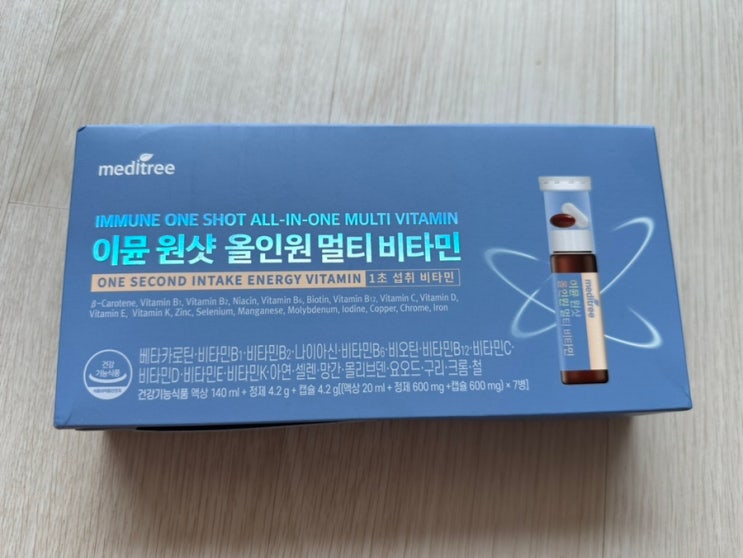 meditree
IMMUNE ONE SHOT ALL-IN-ONE MULTI VITAMIN
이뮨 원샷 올인원 멀티 비타민
ONE SECOND INTAKE ENERGY VITAMIN 1초 섭취 비타민
β-Carotene, Vitamin B₁, Vitamin B₂, Niacin, Vitamin B₆, Biotin, Vitamin B₁₂, Vitamin C, Vitamin D,
Vitamin E, Vitamin K, Zinc, Selenium, Manganese, Molybdenum, Iodine, Copper, Chrome, Iron
건강
기능식품
베타카로틴·비타민B₁·비타민B₂·나이아신·비타민B₆·비오틴·비타민B₁₂·비타민C·
비타민D·비타민E·비타민K·아연·셀렌·망간·몰리브덴·요오드·구리·크롬·철
건강기능식품 액상 140 ml + 정제 4.2 g + 캡슐 4.2 g[(액상 20 ml + 정제 600 mg +캡슐 600 mg) × 7병]
meditree
이뮨 원샷
올인원 멀티 비타민